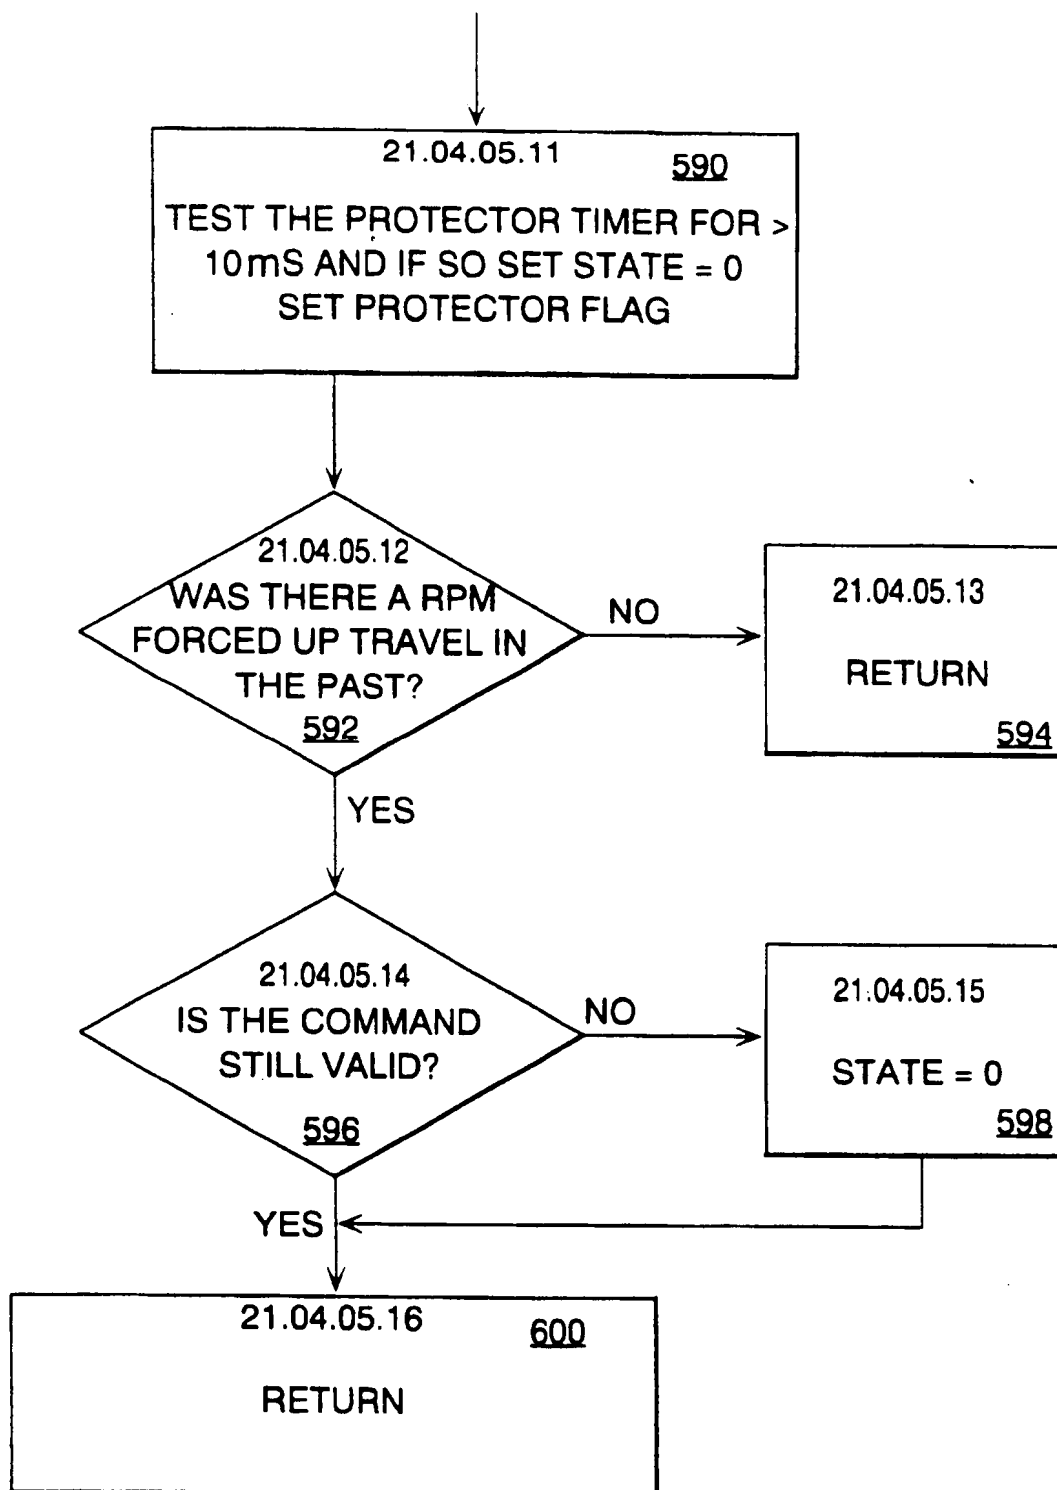 21.04.05.11
590
TEST THE PROTECTOR TIMER FOR >
10mS AND IF SO SET STATE = 0
SET PROTECTOR FLAG
21.04.05.12
WAS THERE A RPM
FORCED UP TRAVEL IN
THE PAST?
592
NO
21.04.05.13
RETURN
594
YES
21.04.05.14
IS THE COMMAND
STILL VALID?
596
NO
21.04.05.15
STATE = 0
598
YES
21.04.05.16
600
RETURN